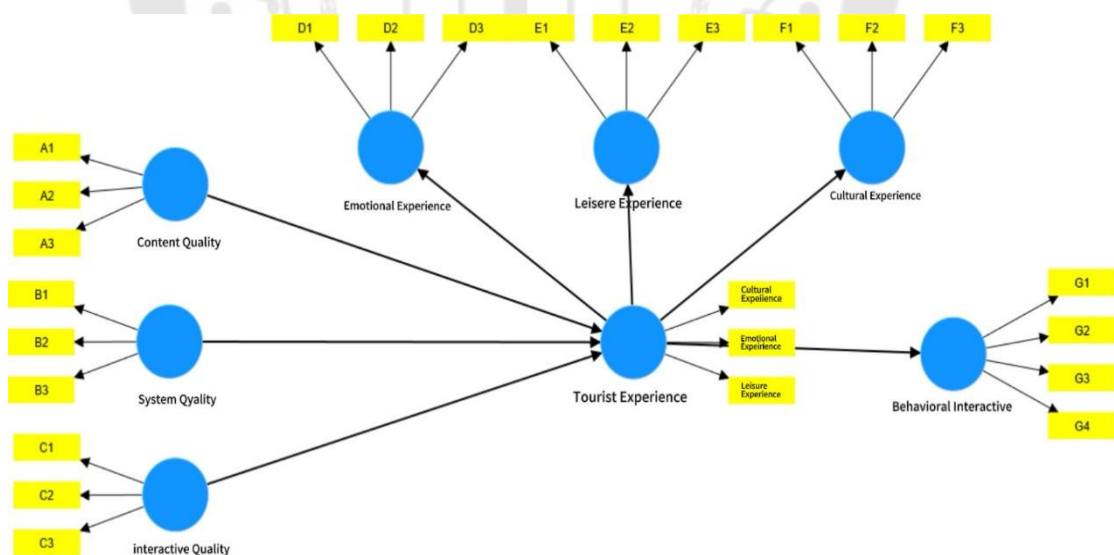 D1
D2
D3
E1
E2
E3
F1
F2
F3
A1
A2
A3
Content Quality
Emotional Experience
Leisere Experience
Cultural Experience
B1
B2
B3
System Qyality
Tourist Experience
Cultural
Expeiience
Emotional
Expeirience
Leisure
Experience
Behavioral Interactive
G1
G2
G3
G4
C1
C2
C3
interactive Quality